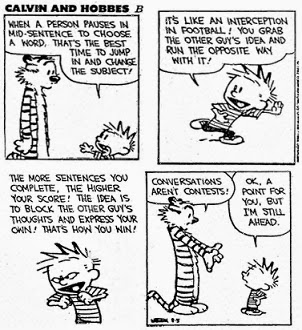 CALVIN AND HOBBES B
WHEN A PERSON PAUSES IN
MID-SENTENCE TO CHOOSE
A WORD, THAT'S THE BEST
TIME TO JUMP
IN AND CHANGE
THE SUBJECT!
IT'S LIKE AN INTERCEPTION
IN FOOTBALL! YOU GRAB
THE OTHER GUY'S IDEA AND
RUN THE OPPOSITE WAY
WITH IT!
THE MORE SENTENCES YOU
COMPLETE, THE HIGHER
YOUR SCORE! THE IDEA IS
TO BLOCK THE OTHER GUY'S
THOUGHTS AND EXPRESS YOUR
OWN! THAT'S HOW YOU WIN!
CONVERSATIONS
AREN'T CONTESTS!
OK, A
POINT FOR
YOU, BUT
I'M STILL
AHEAD.